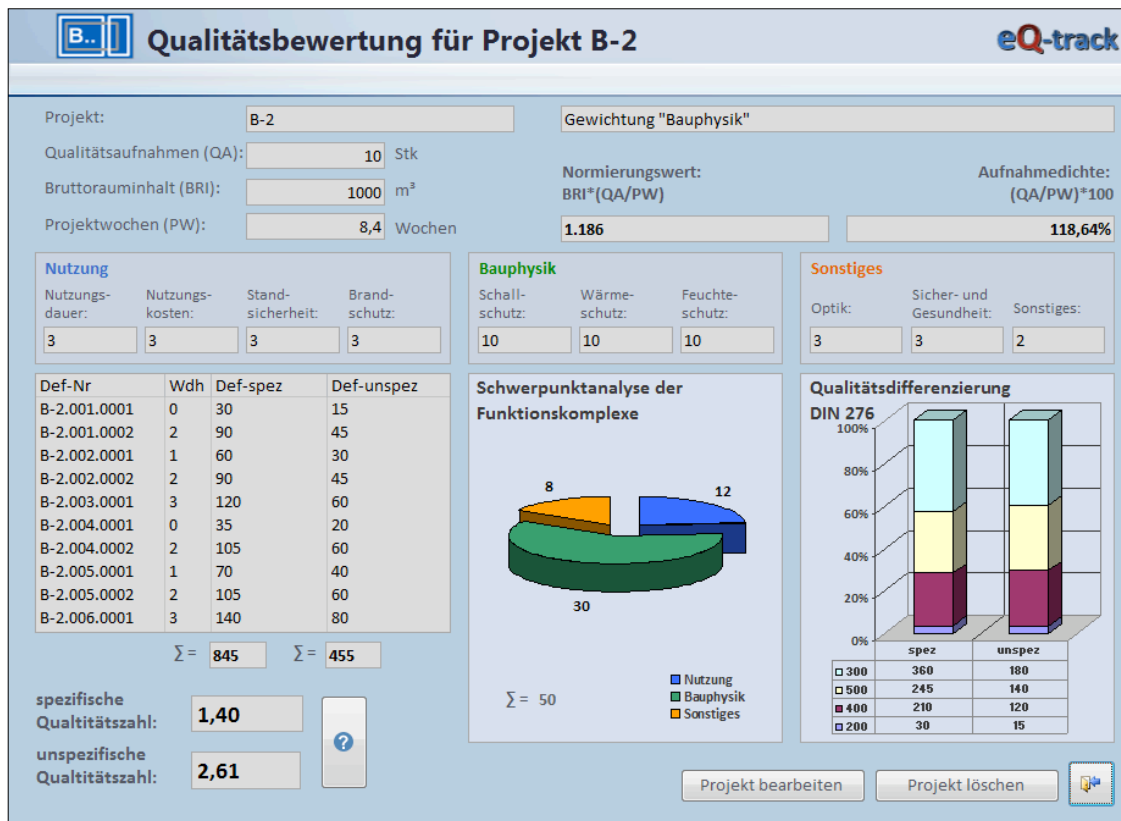 B..
Qualitätsbewertung für Projekt B-2
eQ-track
Projekt:
B-2
Gewichtung "Bauphysik"
Qualitätsaufnahmen (QA):
10 Stk
Bruttorauminhalt (BRI):
1000 m³
Projektwochen (PW):
8,4 Wochen
Normierungswert:
BRI*(QA/PW)
1.186
Aufnahmedichte:
(QA/PW)*100
118,64%
Nutzung
Nutzungs-
dauer:
3
Nutzungs-
kosten:
3
Stand-
sicherheit:
3
Brand-
schutz:
3
Bauphysik
Schall-
schutz:
10
Wärme-
schutz:
10
Feuchte-
schutz:
10
Sonstiges
Optik:
3
Sicher- und
Gesundheit:
3
Sonstiges:
2
Def-Nr Wdh Def-spez Def-unspez
B-2.001.0001 0 30 15
B-2.001.0002 2 90 45
B-2.002.0001 1 60 30
B-2.002.0002 2 90 45
B-2.003.0001 3 120 60
B-2.004.0001 0 35 20
B-2.004.0002 2 105 60
B-2.005.0001 1 70 40
B-2.005.0002 2 105 60
B-2.006.0001 3 140 80
∑ = 845 ∑ = 455
spezifische
Qualtitätszahl:
1,40
unspezifische
Qualtitätszahl:
2,61
?
Schwerpunktanalyse der
Funktionskomplexe
8
12
30
∑ = 50
Nutzung
Bauphysik
Sonstiges
Qualitätsdifferenzierung
DIN 276
100%
80%
60%
40%
20%
0%
spez unspez
300 360 180
500 245 140
400 210 120
200 30 15
Projekt bearbeiten
Projekt löschen